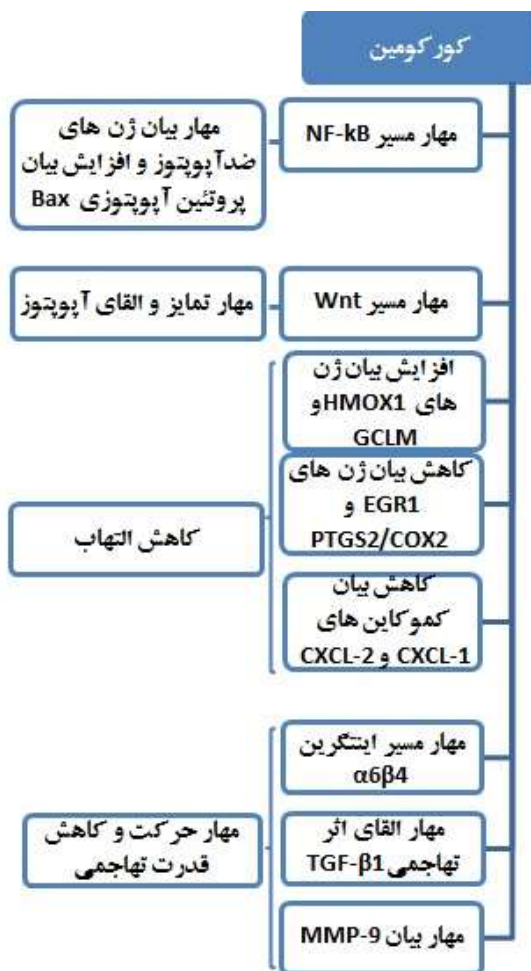 کورکومین
مهار مسیر NF-kB
مهار بیان ژن های
ضدآپوپتوز و افزایش بیان
پروتئین آپوپتوزی Bax
مهار مسیر Wnt
مهار تمایز و القای آپوپتوز
افزایش بیان ژن
های HMOX1و
GCLM
کاهش بیان ژن های
EGR1 و
PTGS2/COX2
کاهش بیان
کموکاین های
CXCL-1 و CXCL-2
کاهش التهاب
مهار مسیر اینتگرین
α6β4
مهار القای اثر
تهاجمی TGF-β1
مهار بیان MMP-9
مهار حرکت و کاهش
قدرت تهاجمی